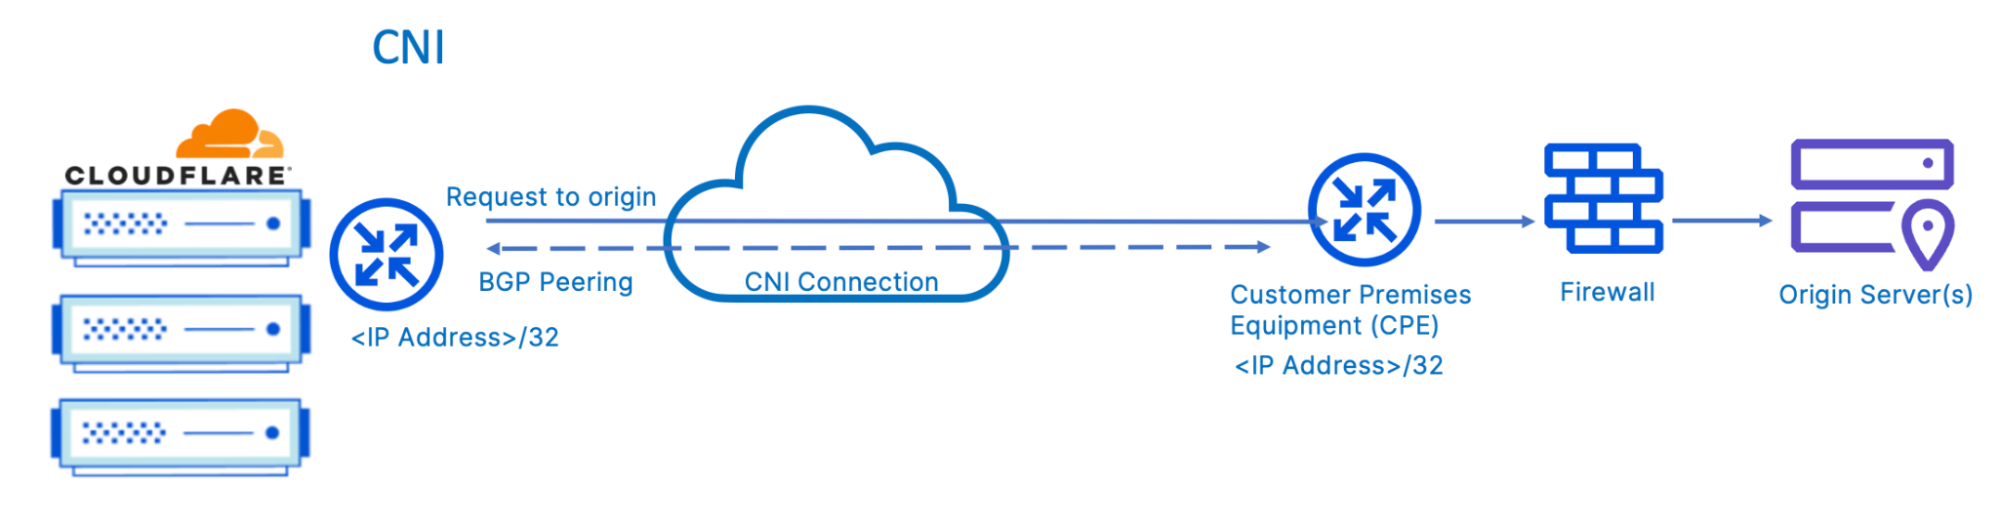 CNI
CLOUDFLARE
Request to origin
BGP Peering
CNI Connection
<IP Address>/32
Customer Premises
Equipment (CPE)
<IP Address>/32
Firewall
Origin Server(s)